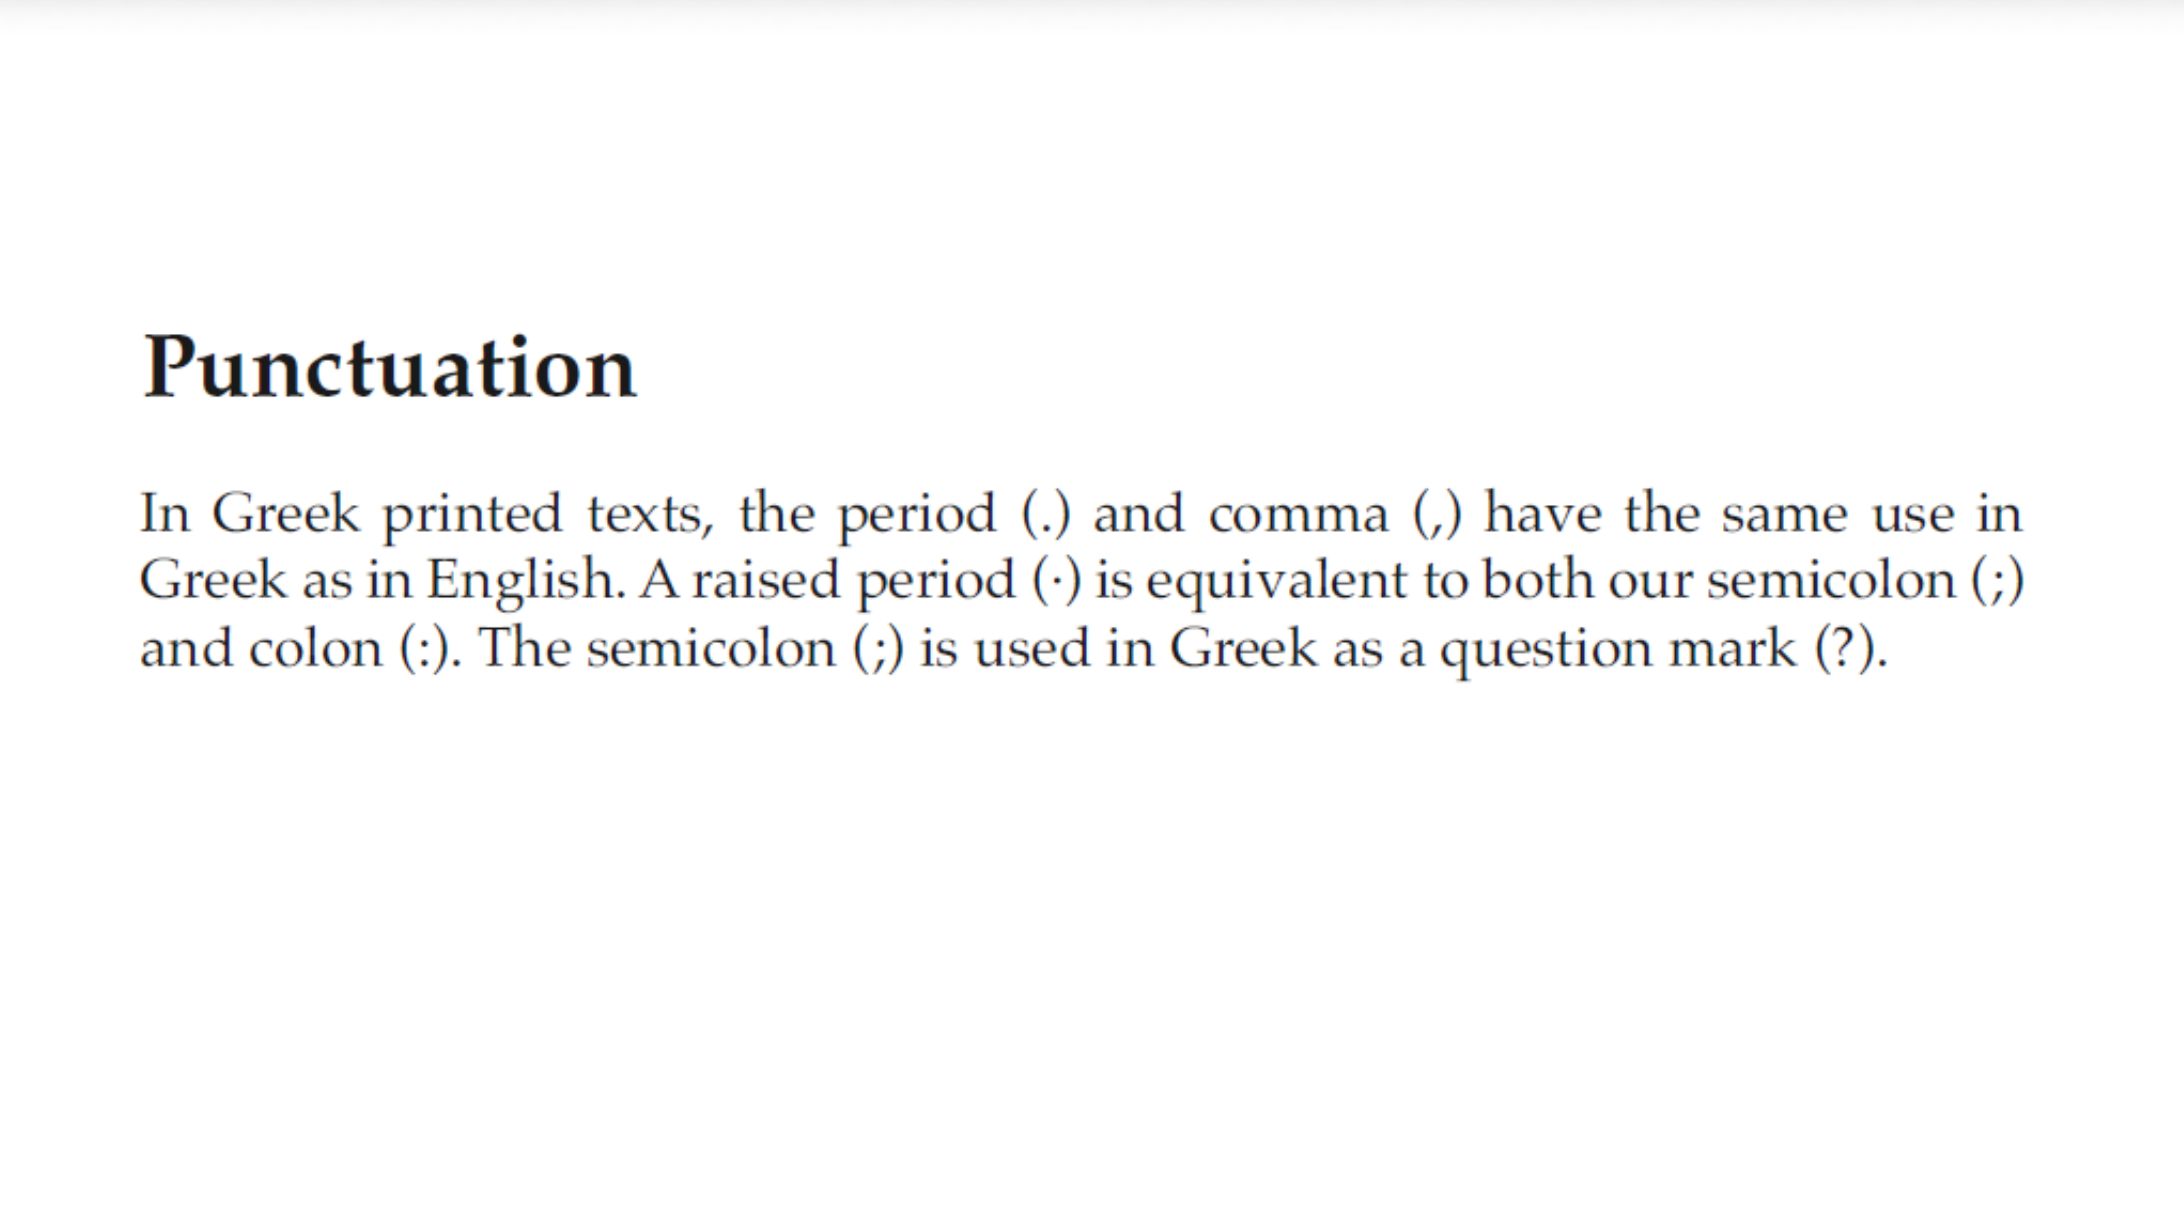 Punctuation
In Greek printed texts, the period (.) and comma (,) have the same use in
Greek as in English. A raised period (·) is equivalent to both our semicolon (;)
and colon (:). The semicolon (;) is used in Greek as a question mark (?).